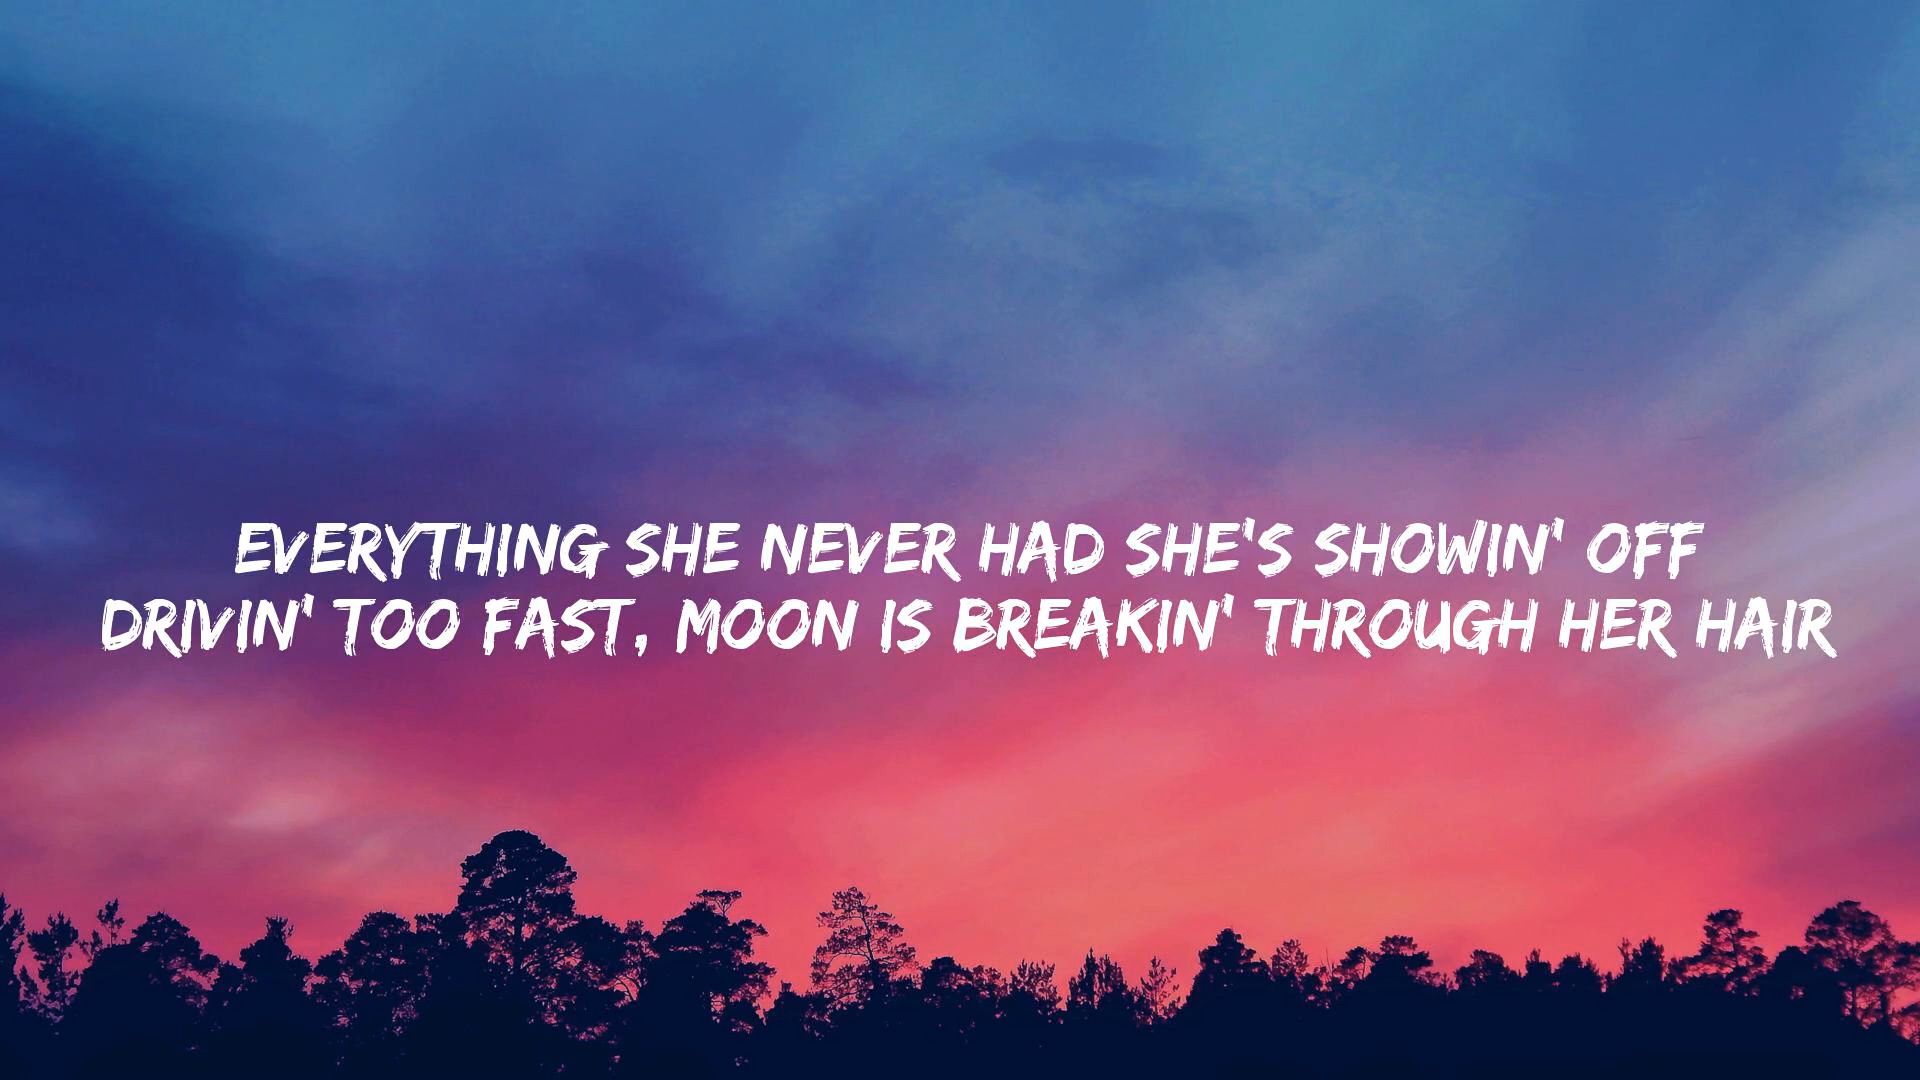 EVERYTHING SHE NEVER HAD SHE'S SHOWIN' OFF
DRIVIN' TOO FAST, MOON IS BREAKIN' THROUGH HER HAIR